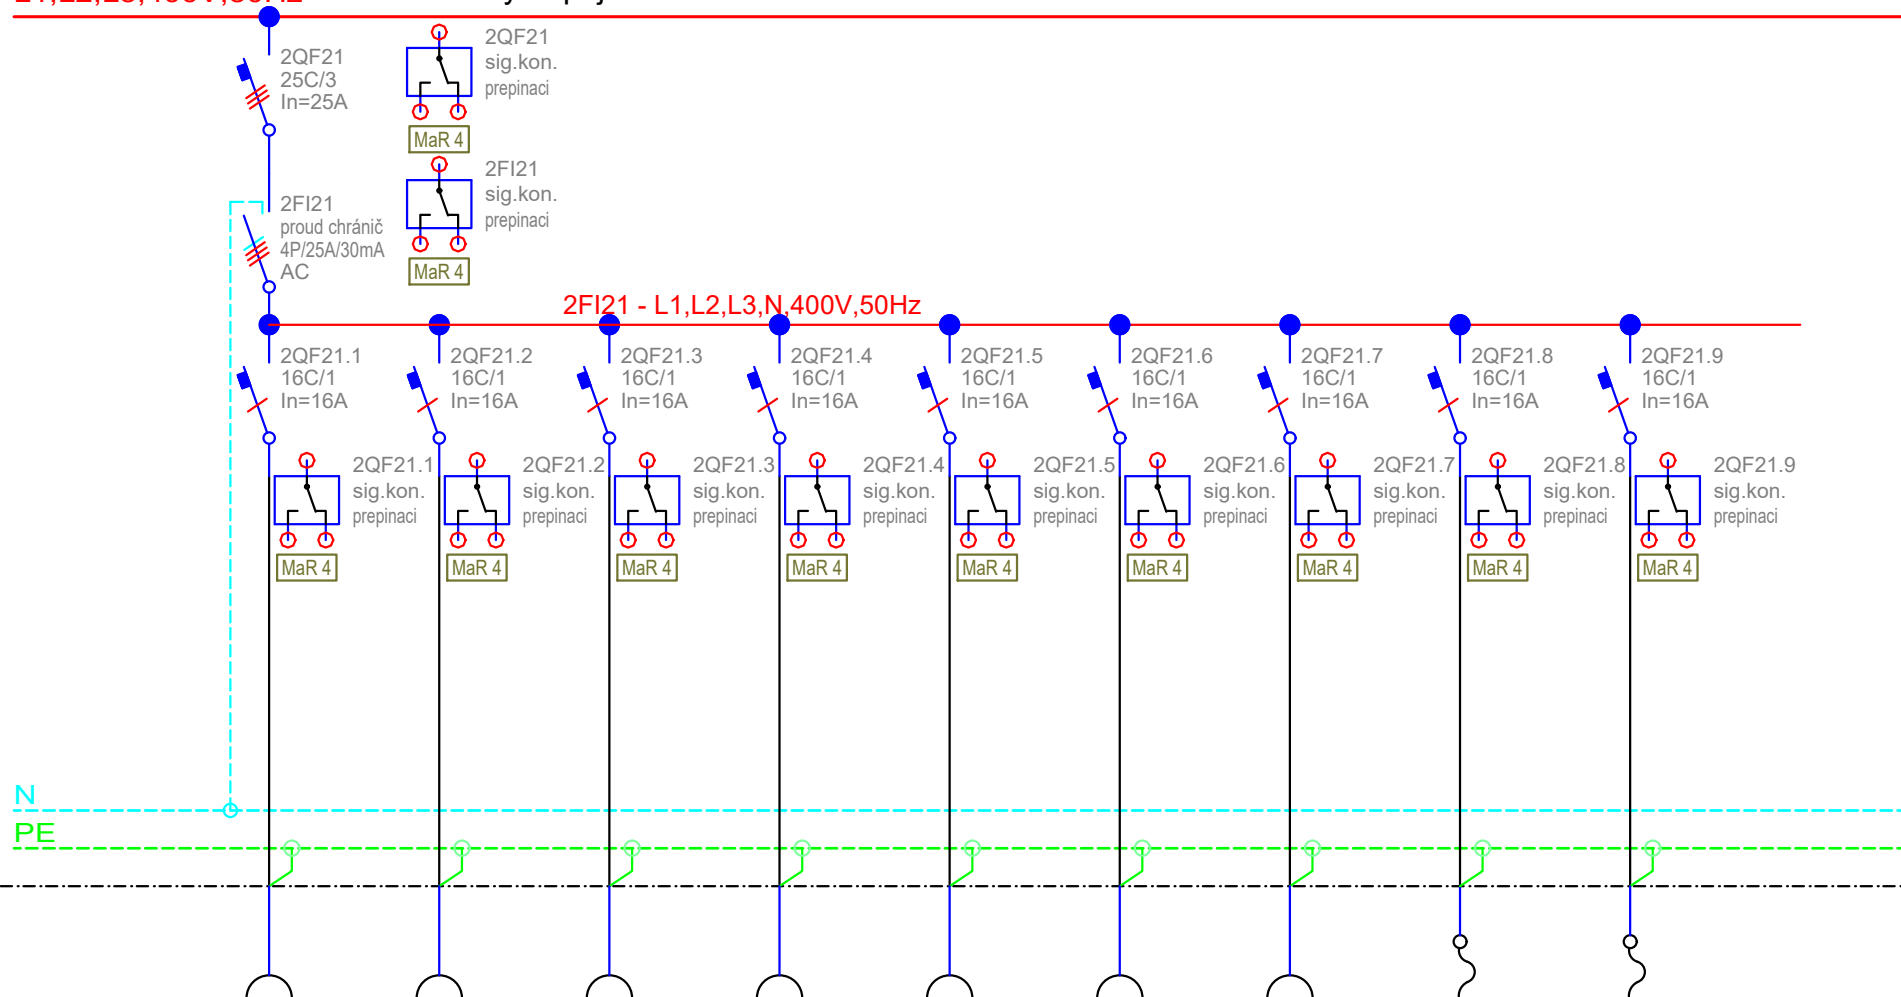 2QF21
25C/3
In=25A
2QF21
sig.kon.
prepinaci
MaR 4
2FI21
proud chránič
4P/25A/30mA
AC
2FI21
sig.kon.
prepinaci
MaR 4
2FI21 - L1,L2,L3,N,400V,50Hz
2QF21.1
16C/1
In=16A
2QF21.2
16C/1
In=16A
2QF21.3
16C/1
In=16A
2QF21.4
16C/1
In=16A
2QF21.5
16C/1
In=16A
2QF21.6
16C/1
In=16A
2QF21.7
16C/1
In=16A
2QF21.8
16C/1
In=16A
2QF21.9
16C/1
In=16A
2QF21.1
sig.kon.
prepinaci
MaR 4
2QF21.2
sig.kon.
prepinaci
MaR 4
2QF21.3
sig.kon.
prepinaci
MaR 4
2QF21.4
sig.kon.
prepinaci
MaR 4
2QF21.5
sig.kon.
prepinaci
MaR 4
2QF21.6
sig.kon.
prepinaci
MaR 4
2QF21.7
sig.kon.
prepinaci
MaR 4
2QF21.8
sig.kon.
prepinaci
MaR 4
2QF21.9
sig.kon.
prepinaci
MaR 4
N
PE